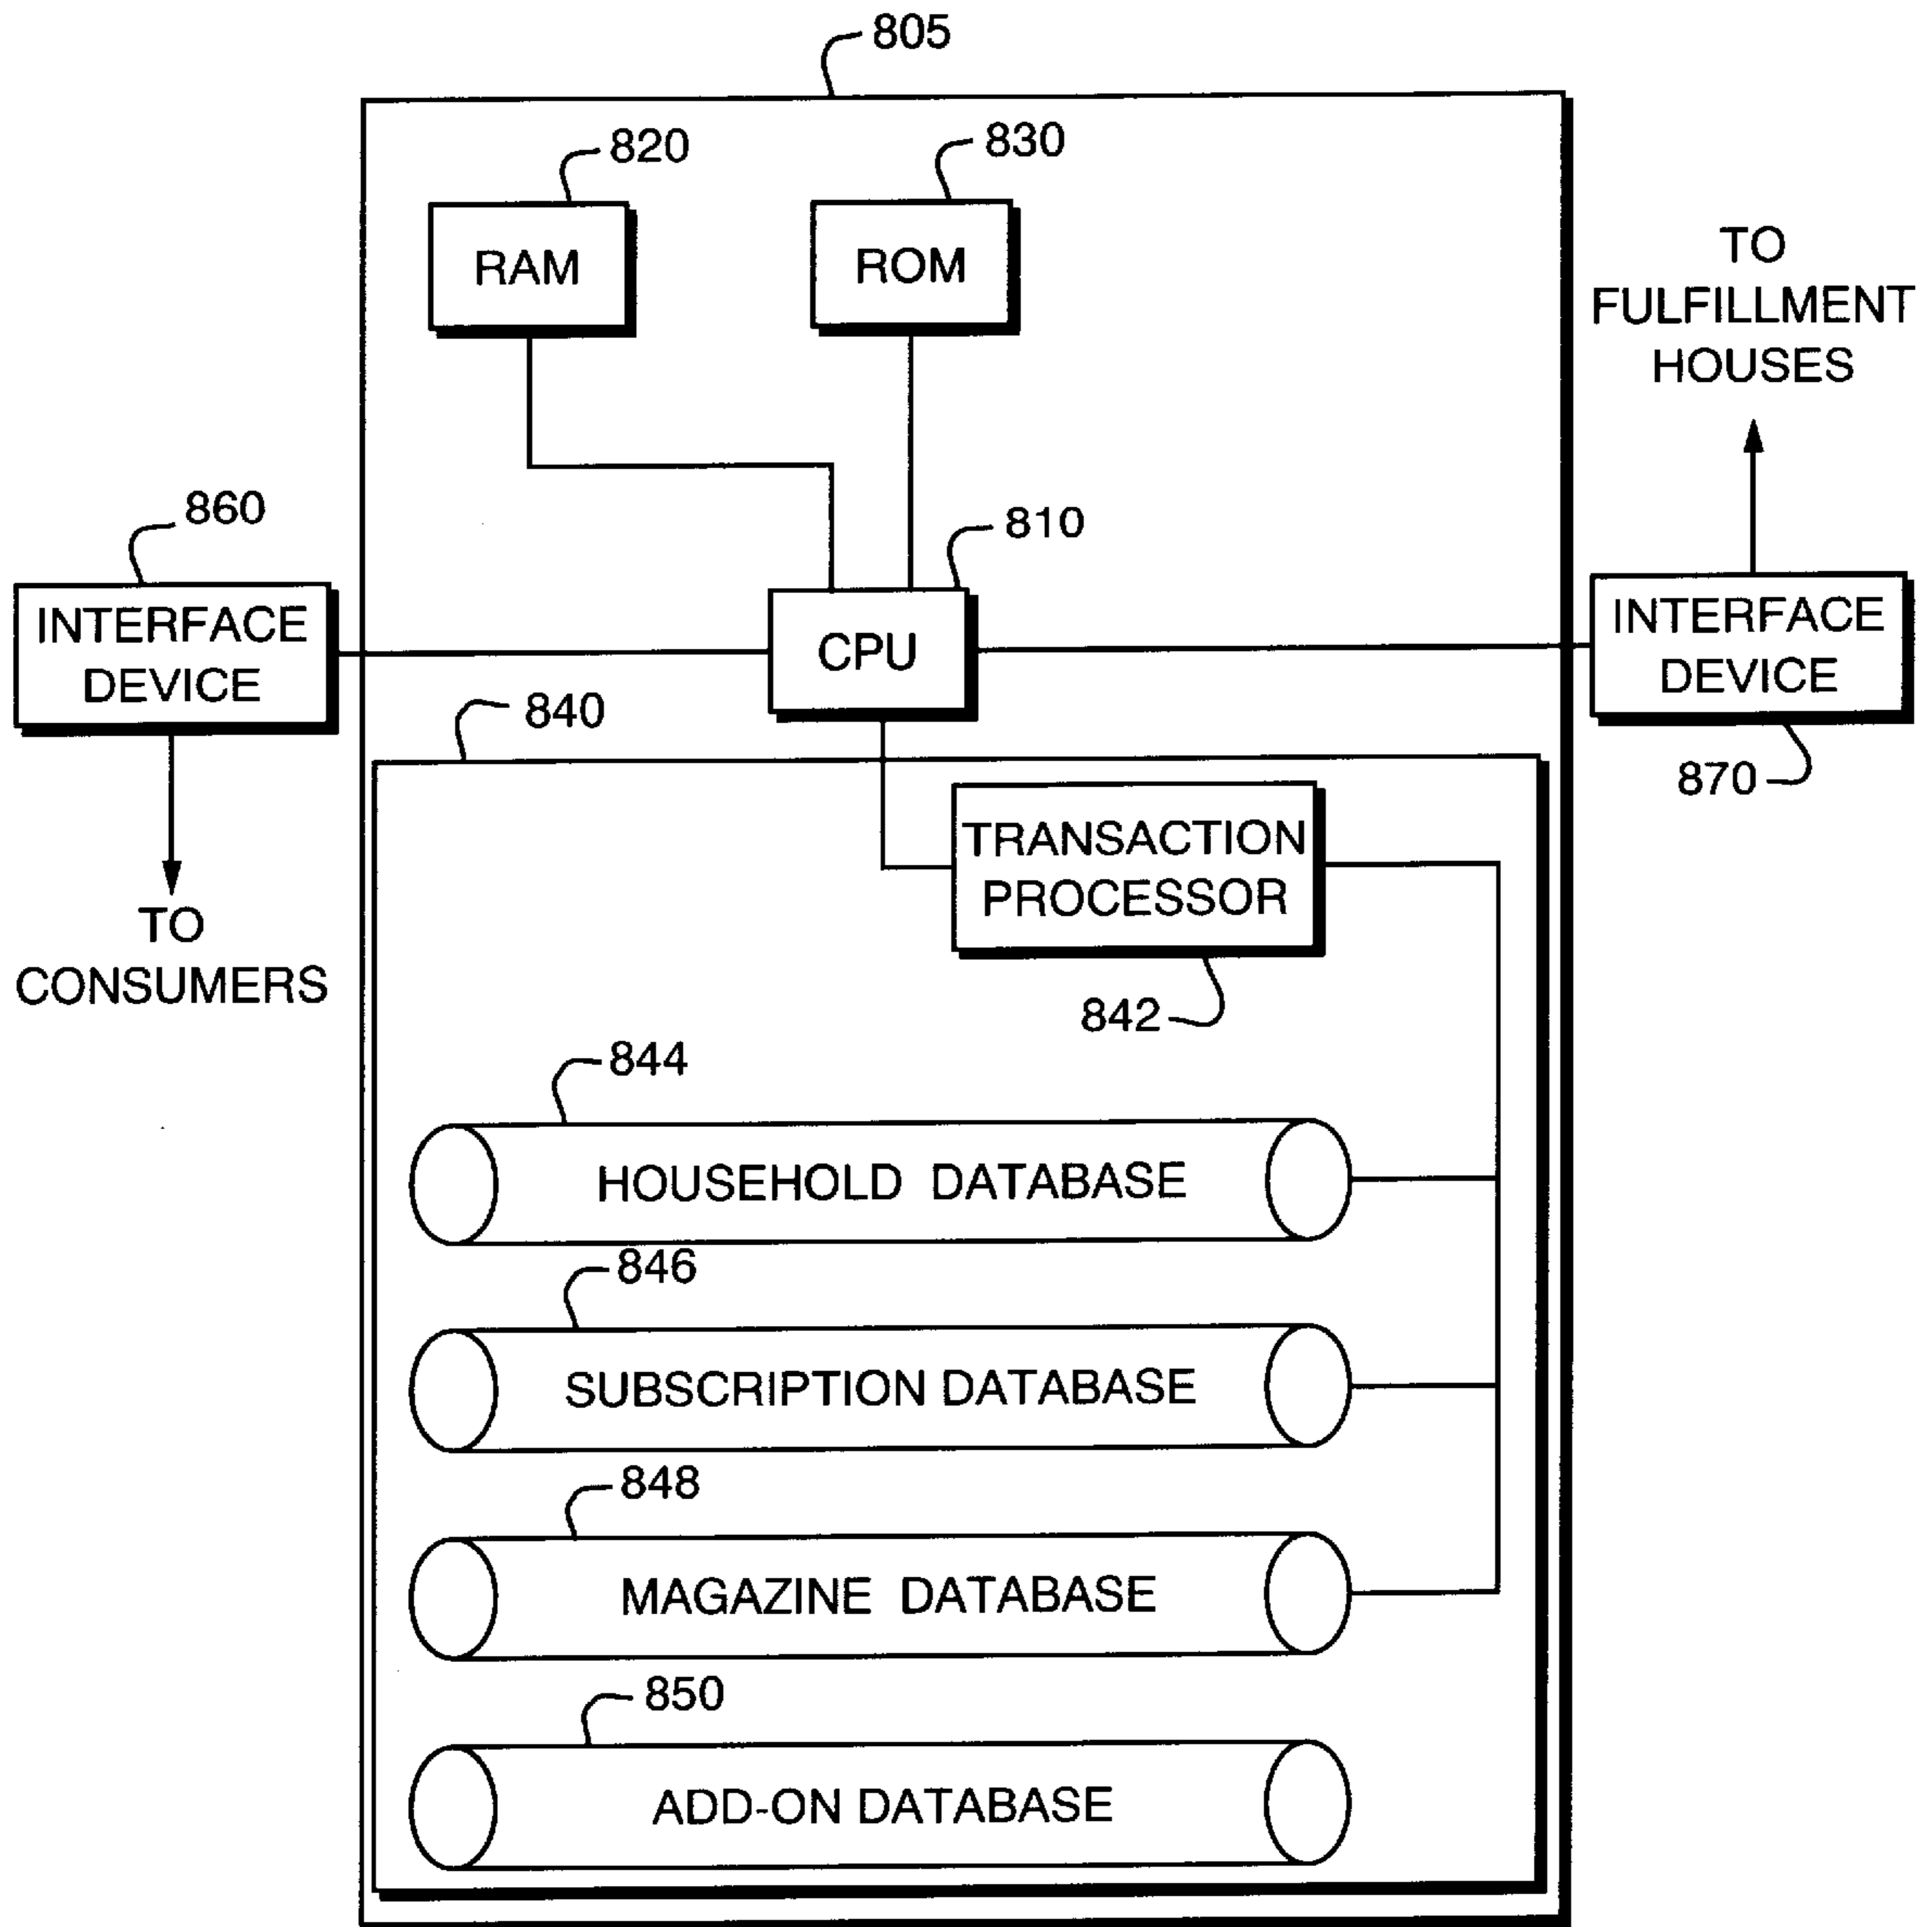 805
820
830
RAM
ROM
TO
FULFILLMENT
HOUSES
860
810
INTERFACE
DEVICE
CPU
INTERFACE
DEVICE
840
870
TRANSACTION
PROCESSOR
TO
CONSUMERS
842
844
HOUSEHOLD DATABASE
846
SUBSCRIPTION DATABASE
848
MAGAZINE DATABASE
850
ADD-ON DATABASE